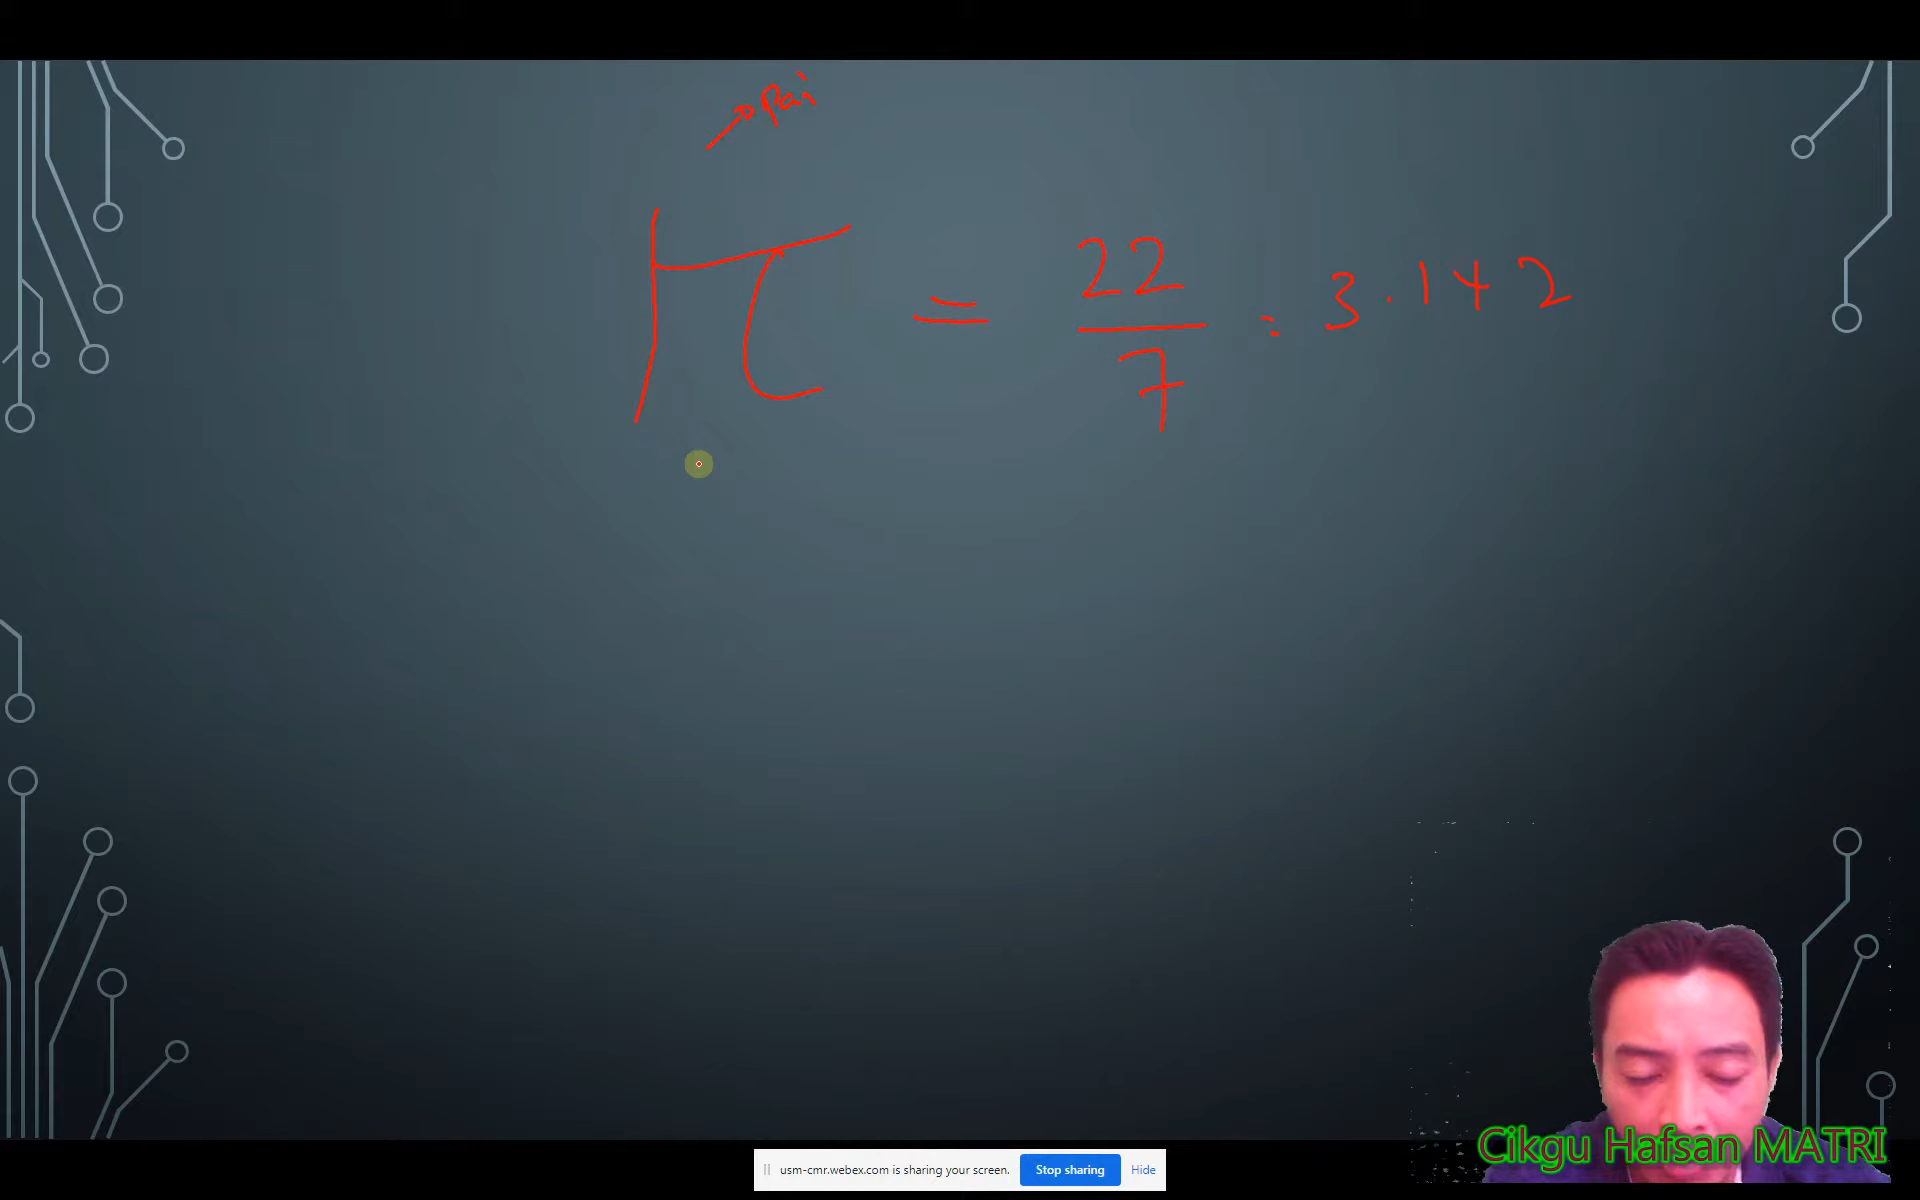 Pai
π = 22/7 = 3.142
Cikgu Hafsan MATRI
usm-cmr.webex.com is sharing your screen. Stop sharing Hide